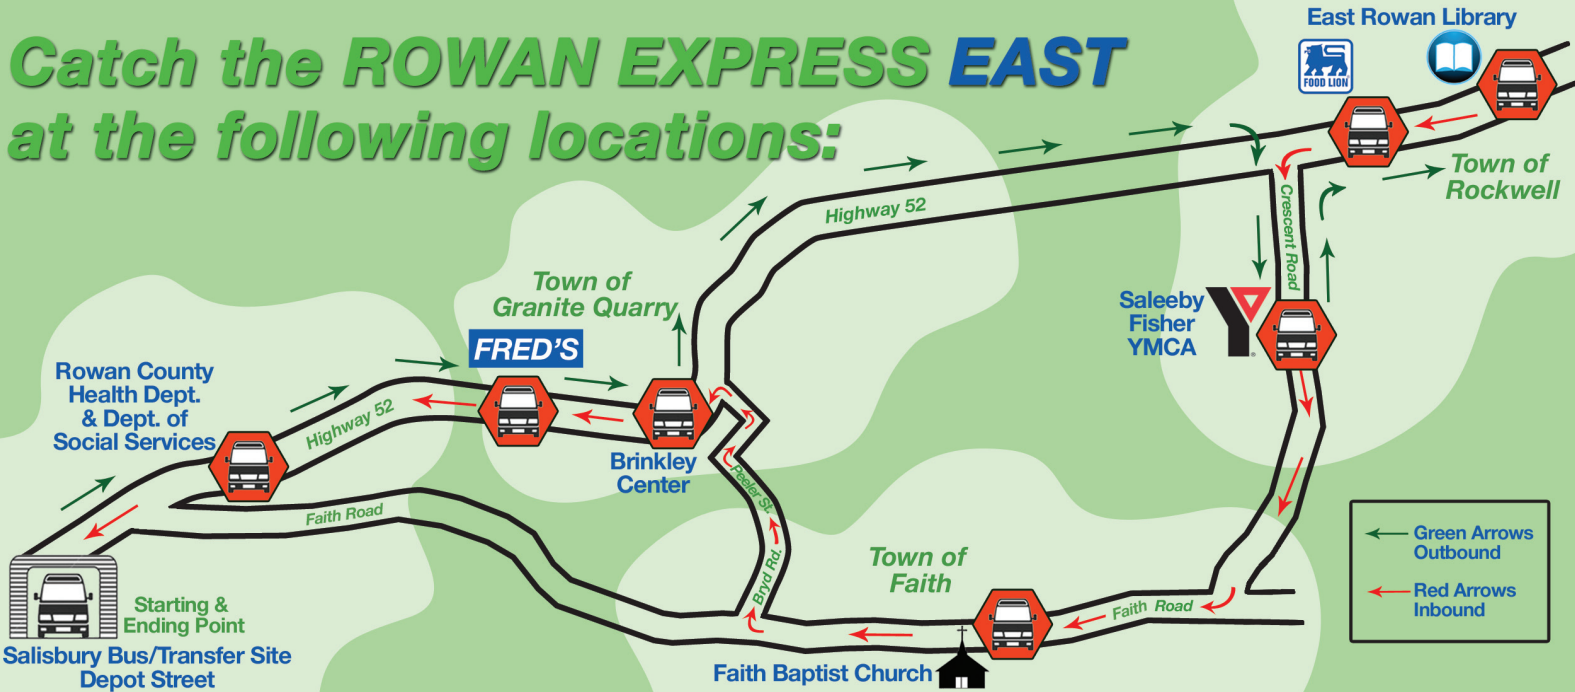 Catch the ROWAN EXPRESS EAST
at the following locations:
East Rowan Library
FOOD LION
Town of
Rockwell
Highway 52
Crescent Road
Town of
Granite Quarry
FRED'S
Saleeby
Fisher
YMCA
Rowan County
Health Dept.
& Dept. of
Social Services
Highway 52
Brinkley
Center
Peeler St.
Faith Road
Bryd Rd.
Town of
Faith
Faith Road
Green Arrows
Outbound
Red Arrows
Inbound
Starting &
Ending Point
Salisbury Bus/Transfer Site
Depot Street
Faith Baptist Church